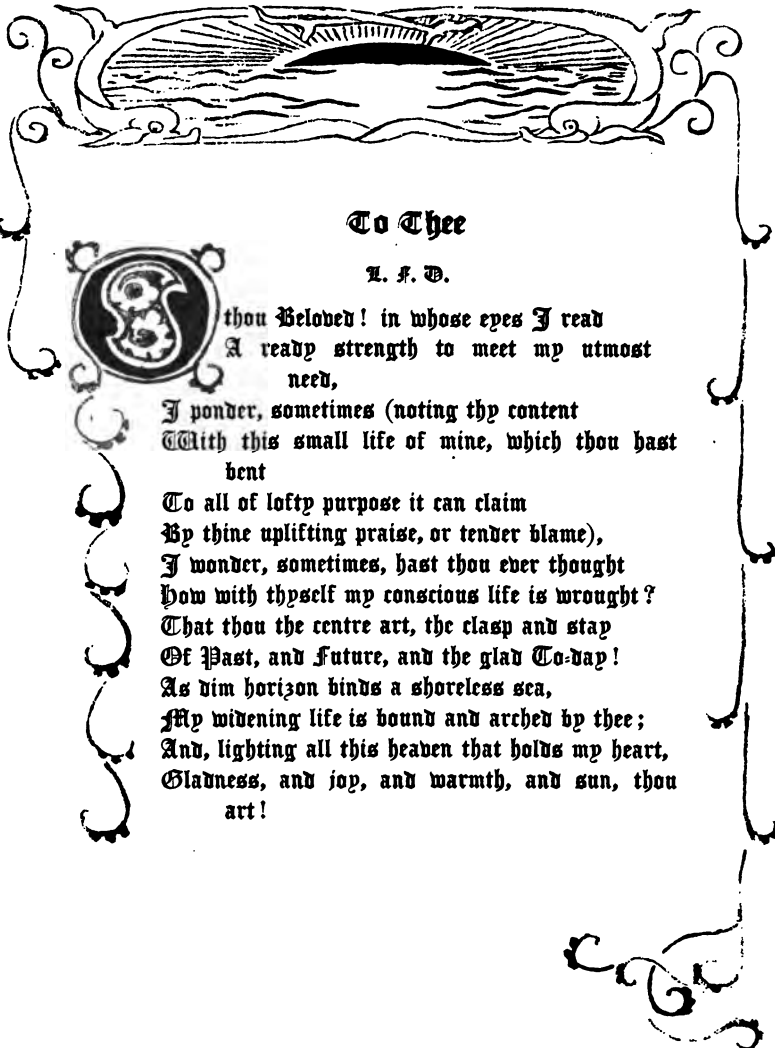 To Thee
L. F. D.
O thou Beloved! in whose eyes I read
A ready strength to meet my utmost
need,
I ponder, sometimes (noting thy content
With this small life of mine, which thou hast
bent
To all of lofty purpose it can claim
By thine uplifting praise, or tender blame),
I wonder, sometimes, hast thou ever thought
How with thyself my conscious life is wrought?
That thou the centre art, the clasp and stay
Of Past, and Future, and the glad To-day!
As dim horizon binds a shoreless sea,
My widening life is bound and arched by thee;
And, lighting all this heaven that holds my heart,
Gladness, and joy, and warmth, and sun, thou
art!